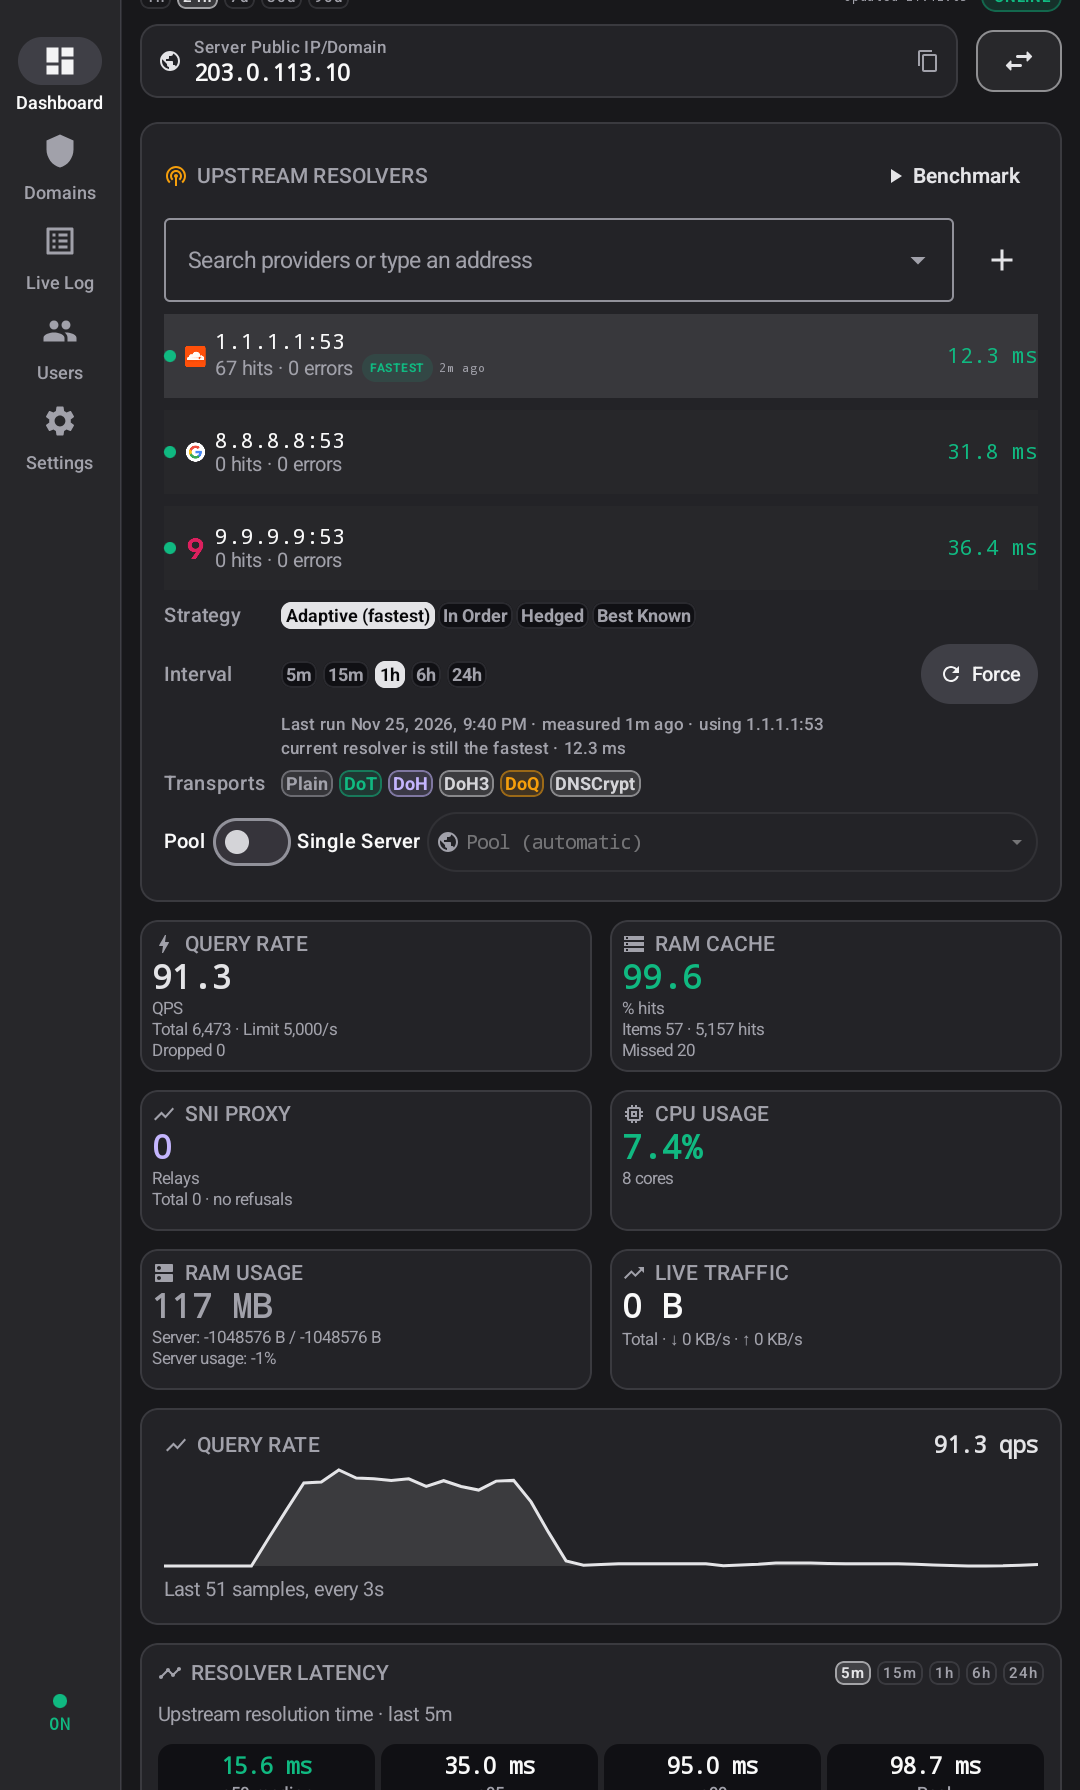 Server Public IP/Domain
203.0.113.10
Dashboard
Domains
Live Log
Users
Settings
UPSTREAM RESOLVERS
Benchmark
Search providers or type an address
1.1.1.1:53
67 hits · 0 errors FASTEST 2m ago
12.3 ms
8.8.8.8:53
0 hits · 0 errors
31.8 ms
9.9.9.9:53
0 hits · 0 errors
36.4 ms
Strategy Adaptive (fastest) In Order Hedged Best Known
Interval 5m 15m 1h 6h 24h Force
Last run Nov 25, 2026, 9:40 PM · measured 1m ago · using 1.1.1.1:53
current resolver is still the fastest · 12.3 ms
Transports Plain DoT DoH DoH3 DoQ DNSCrypt
Pool Single Server Pool (automatic)
QUERY RATE
91.3
QPS
Total 6,473 · Limit 5,000/s
Dropped 0
RAM CACHE
99.6
% hits
Items 57 · 5,157 hits
Missed 20
SNI PROXY
0
Relays
Total 0 · no refusals
CPU USAGE
7.4%
8 cores
RAM USAGE
117 MB
Server: -1048576 B / -1048576 B
Server usage: -1%
LIVE TRAFFIC
0 B
Total · ↓ 0 KB/s · ↑ 0 KB/s
QUERY RATE
91.3 qps
Last 51 samples, every 3s
RESOLVER LATENCY
5m 15m 1h 6h 24h
Upstream resolution time · last 5m
15.6 ms 35.0 ms 95.0 ms 98.7 ms
ON